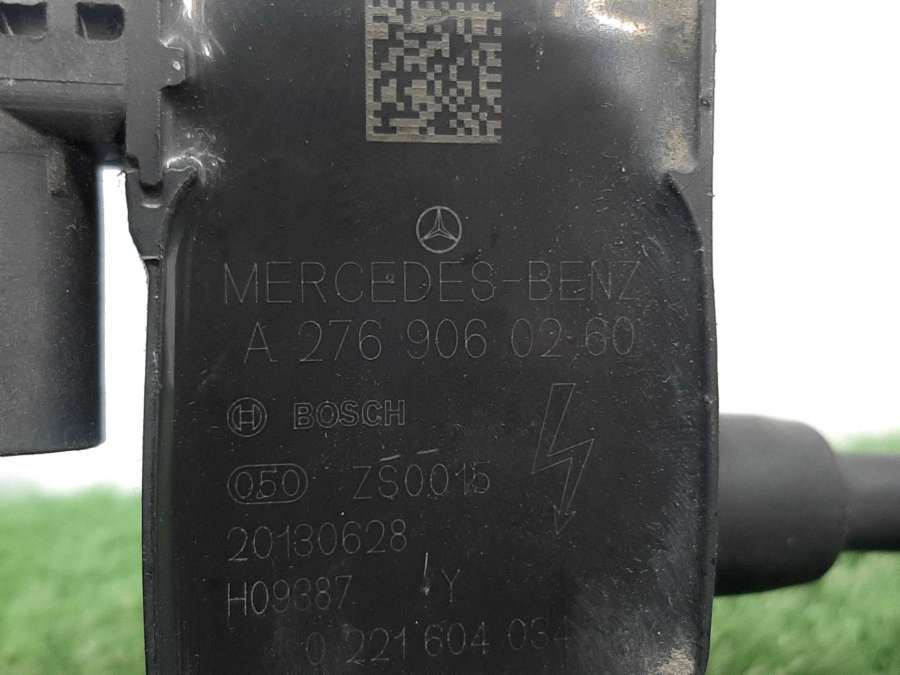 MERCEDES-BENZ
A 276 906 02 60
BOSCH
050 ZS0015
20130628
H09387 Y
0 221 604 034